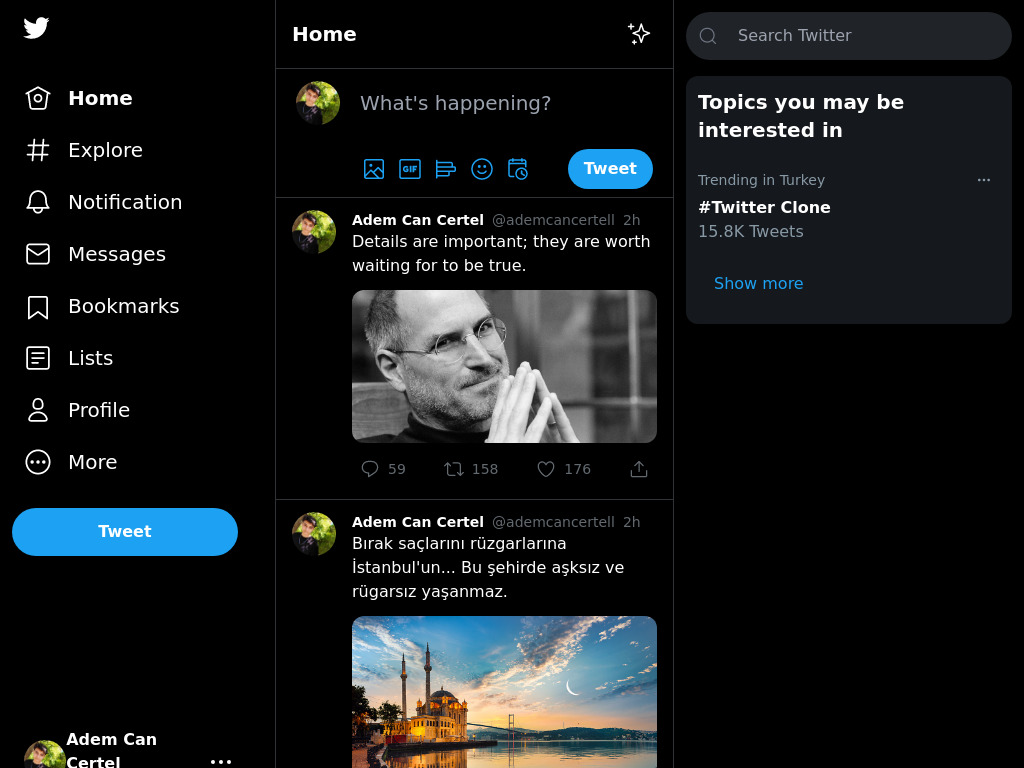 Home
Explore
Notification
Messages
Bookmarks
Lists
Profile
More
Tweet
Adem Can
Certel
Home
What's happening?
GIF
Tweet
Adem Can Certel @ademcancertell 2h
Details are important; they are worth
waiting for to be true.
59 158 176
Adem Can Certel @ademcancertell 2h
Bırak saçlarını rüzgarlarına
İstanbul'un... Bu şehirde aşksız ve
rügarsız yaşanmaz.
Search Twitter
Topics you may be
interested in
Trending in Turkey
#Twitter Clone
15.8K Tweets
Show more